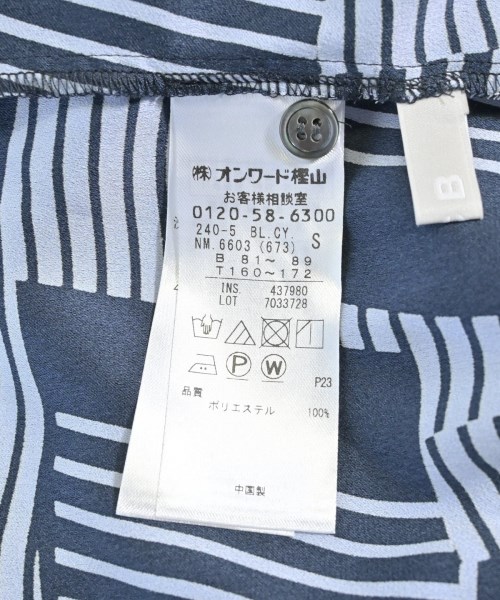 (株)オンワード樫山
お客様相談室
0120-58-6300
240-5 BL.CY.
NM.6603 (673) S
B 81~ 89
T160~172
INS. 437980
LOT 7033728
P W
P23
品質
ポリエステル 100%
中国製
B